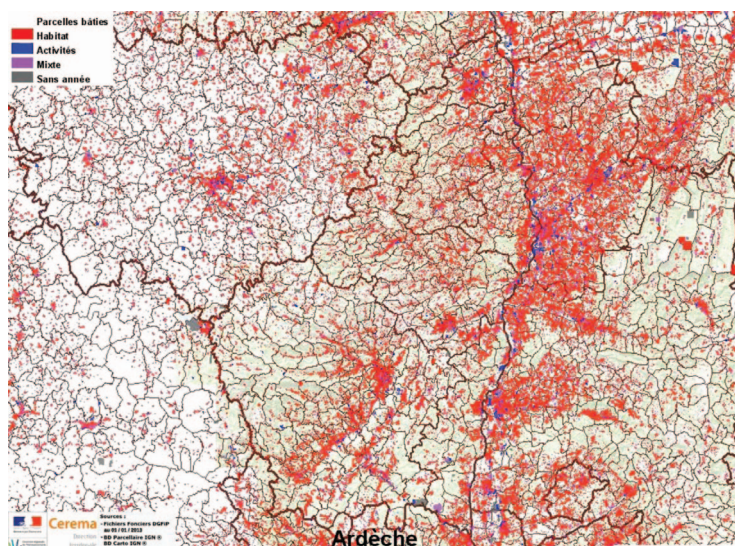 Parcelles bâties
Habitat
Activités
Mixte
Sans année
Cerema
Direction
Sources :
- Fichiers Fonciers DGFiP
au 01 / 01 / 2013
- BD Parcellaire IGN ®
BD Carto IGN ®
Ardèche